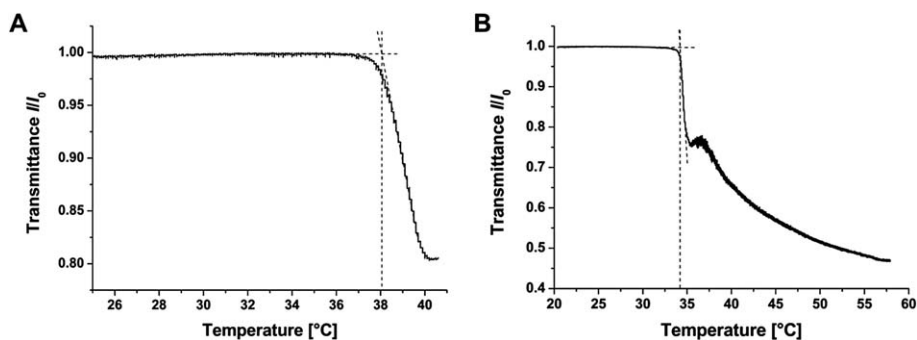 A
Transmittance I/I0
1.00
0.95
0.90
0.85
0.80
26 28 30 32 34 36 38 40
Temperature [°C]
B
Transmittance I/I0
1.0
0.9
0.8
0.7
0.6
0.5
0.4
20 25 30 35 40 45 50 55 60
Temperature [°C]